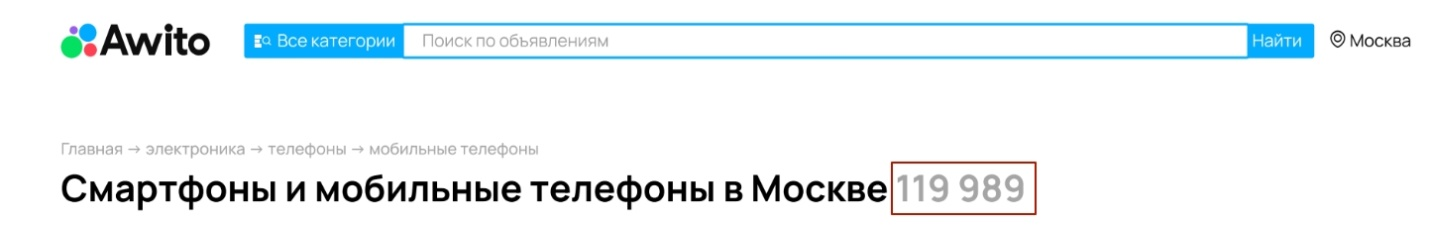 Awito Все категории Поиск по объявлениям Найти Москва
Главная → электроника → телефоны → мобильные телефоны
Смартфоны и мобильные телефоны в Москве 119 989